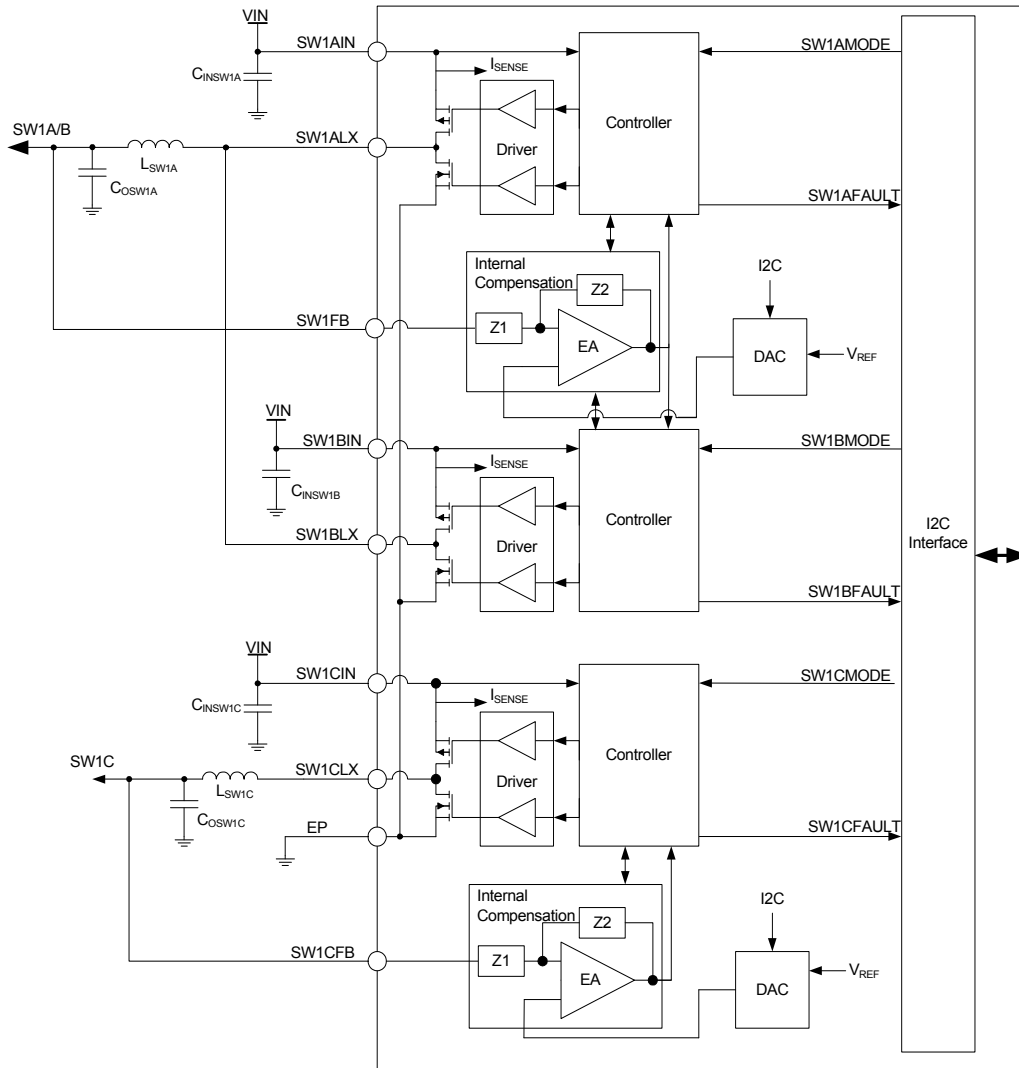 VIN
SW1AIN
SW1AMODE
CINSW1A
ISENSE
Controller
SW1A/B
SW1ALX
Driver
LSW1A
COSW1A
SW1AFAULT
Internal
Compensation
I2C
Z2
SW1FB
Z1
EA
DAC
VREF
VIN
SW1BIN
SW1BMODE
ISENSE
CINSW1B
Controller
I2C
Interface
SW1BLX
Driver
SW1BFAULT
VIN
SW1CIN
SW1CMODE
CINSW1C
ISENSE
Controller
SW1C
SW1CLX
Driver
LSW1C
COSW1C
EP
SW1CFAULT
Internal
Compensation
I2C
Z2
SW1CFB
Z1
EA
DAC
VREF